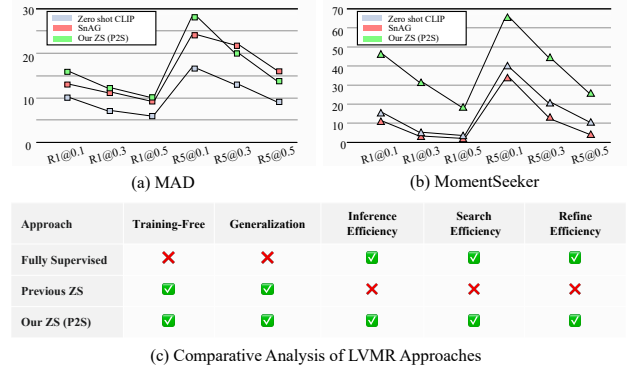 30
20
10
0
Zero shot CLIP
SnAG
Our ZS (P2S)
R1@0.1 R1@0.3 R1@0.5 R5@0.1 R5@0.3 R5@0.5
(a) MAD
70
60
50
40
30
20
10
0
Zero shot CLIP
SnAG
Our ZS (P2S)
R1@0.1 R1@0.3 R1@0.5 R5@0.1 R5@0.3 R5@0.5
(b) MomentSeeker
Approach Training-Free Generalization Inference Efficiency Search Efficiency Refine Efficiency
Fully Supervised ❌ ❌ ✅ ✅ ✅
Previous ZS ✅ ✅ ❌ ❌ ❌
Our ZS (P2S) ✅ ✅ ✅ ✅ ✅
(c) Comparative Analysis of LVMR Approaches